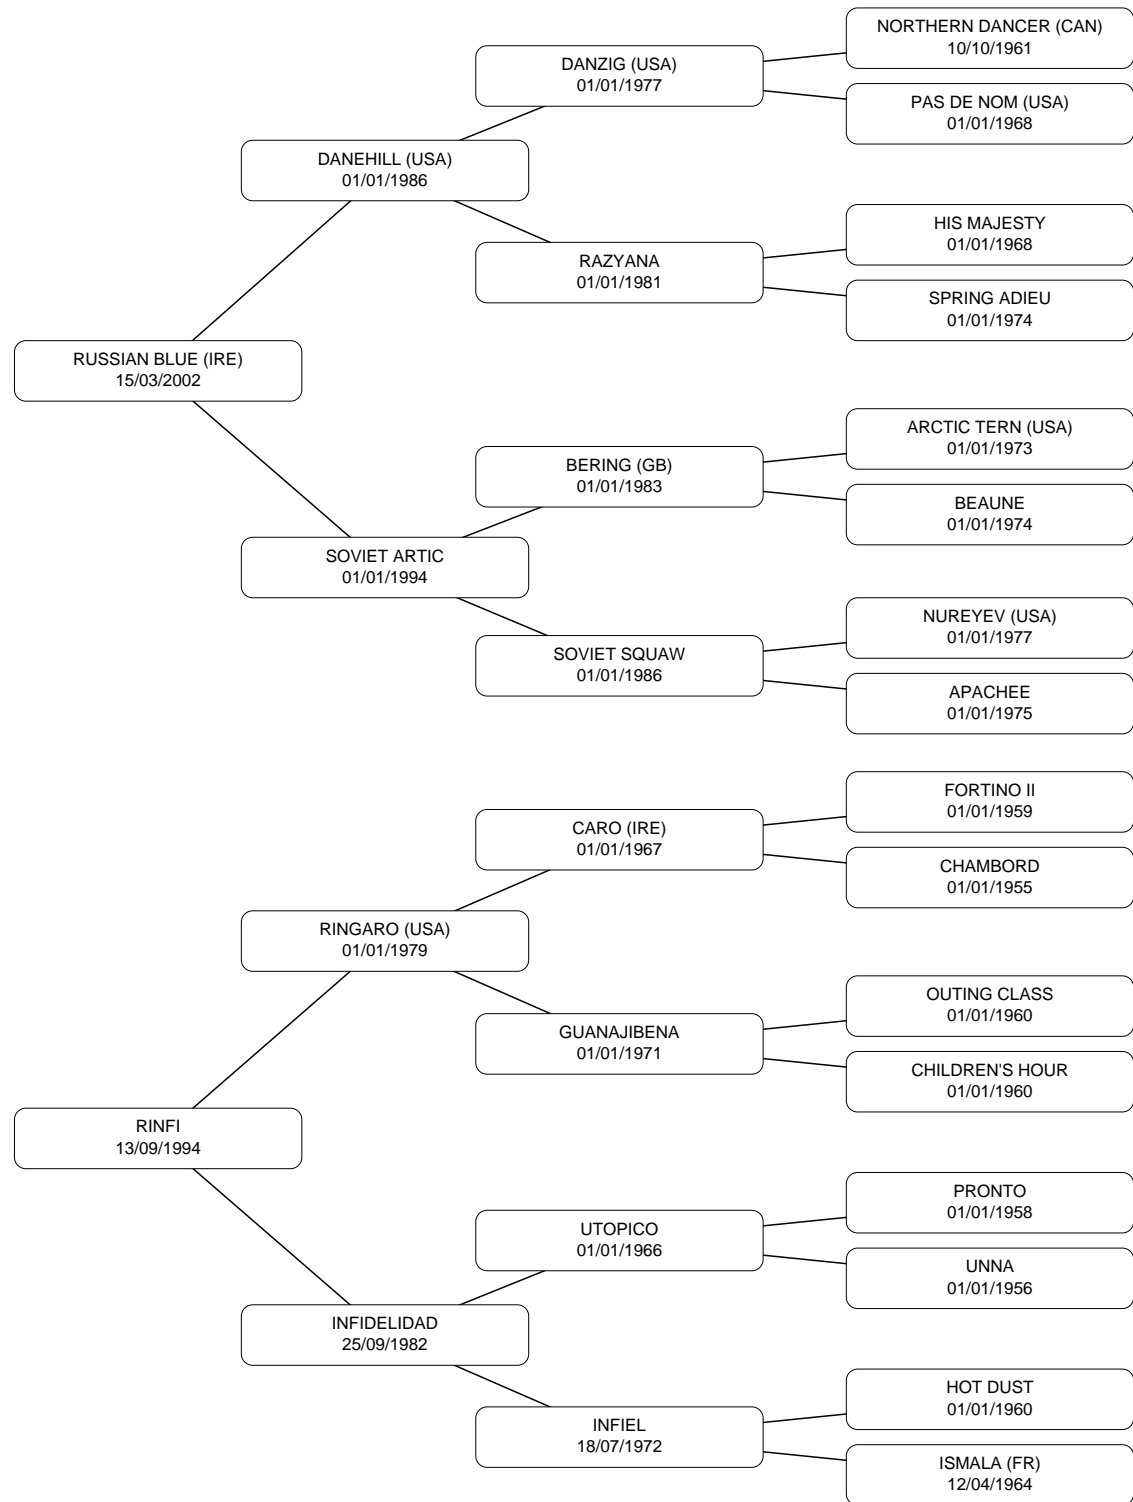 NORTHERN DANCER (CAN)
10/10/1961
DANZIG (USA)
01/01/1977
PAS DE NOM (USA)
01/01/1968
DANEHILL (USA)
01/01/1986
HIS MAJESTY
01/01/1968
RAZYANA
01/01/1981
SPRING ADIEU
01/01/1974
RUSSIAN BLUE (IRE)
15/03/2002
ARCTIC TERN (USA)
01/01/1973
BERING (GB)
01/01/1983
BEAUNE
01/01/1974
SOVIET ARTIC
01/01/1994
NUREYEV (USA)
01/01/1977
SOVIET SQUAW
01/01/1986
APACHEE
01/01/1975
FORTINO II
01/01/1959
CARO (IRE)
01/01/1967
CHAMBORD
01/01/1955
RINGARO (USA)
01/01/1979
OUTING CLASS
01/01/1960
GUANAJIBENA
01/01/1971
CHILDREN'S HOUR
01/01/1960
RINFI
13/09/1994
PRONTO
01/01/1958
UTOPICO
01/01/1966
UNNA
01/01/1956
INFIDELIDAD
25/09/1982
HOT DUST
01/01/1960
INFIEL
18/07/1972
ISMALA (FR)
12/04/1964